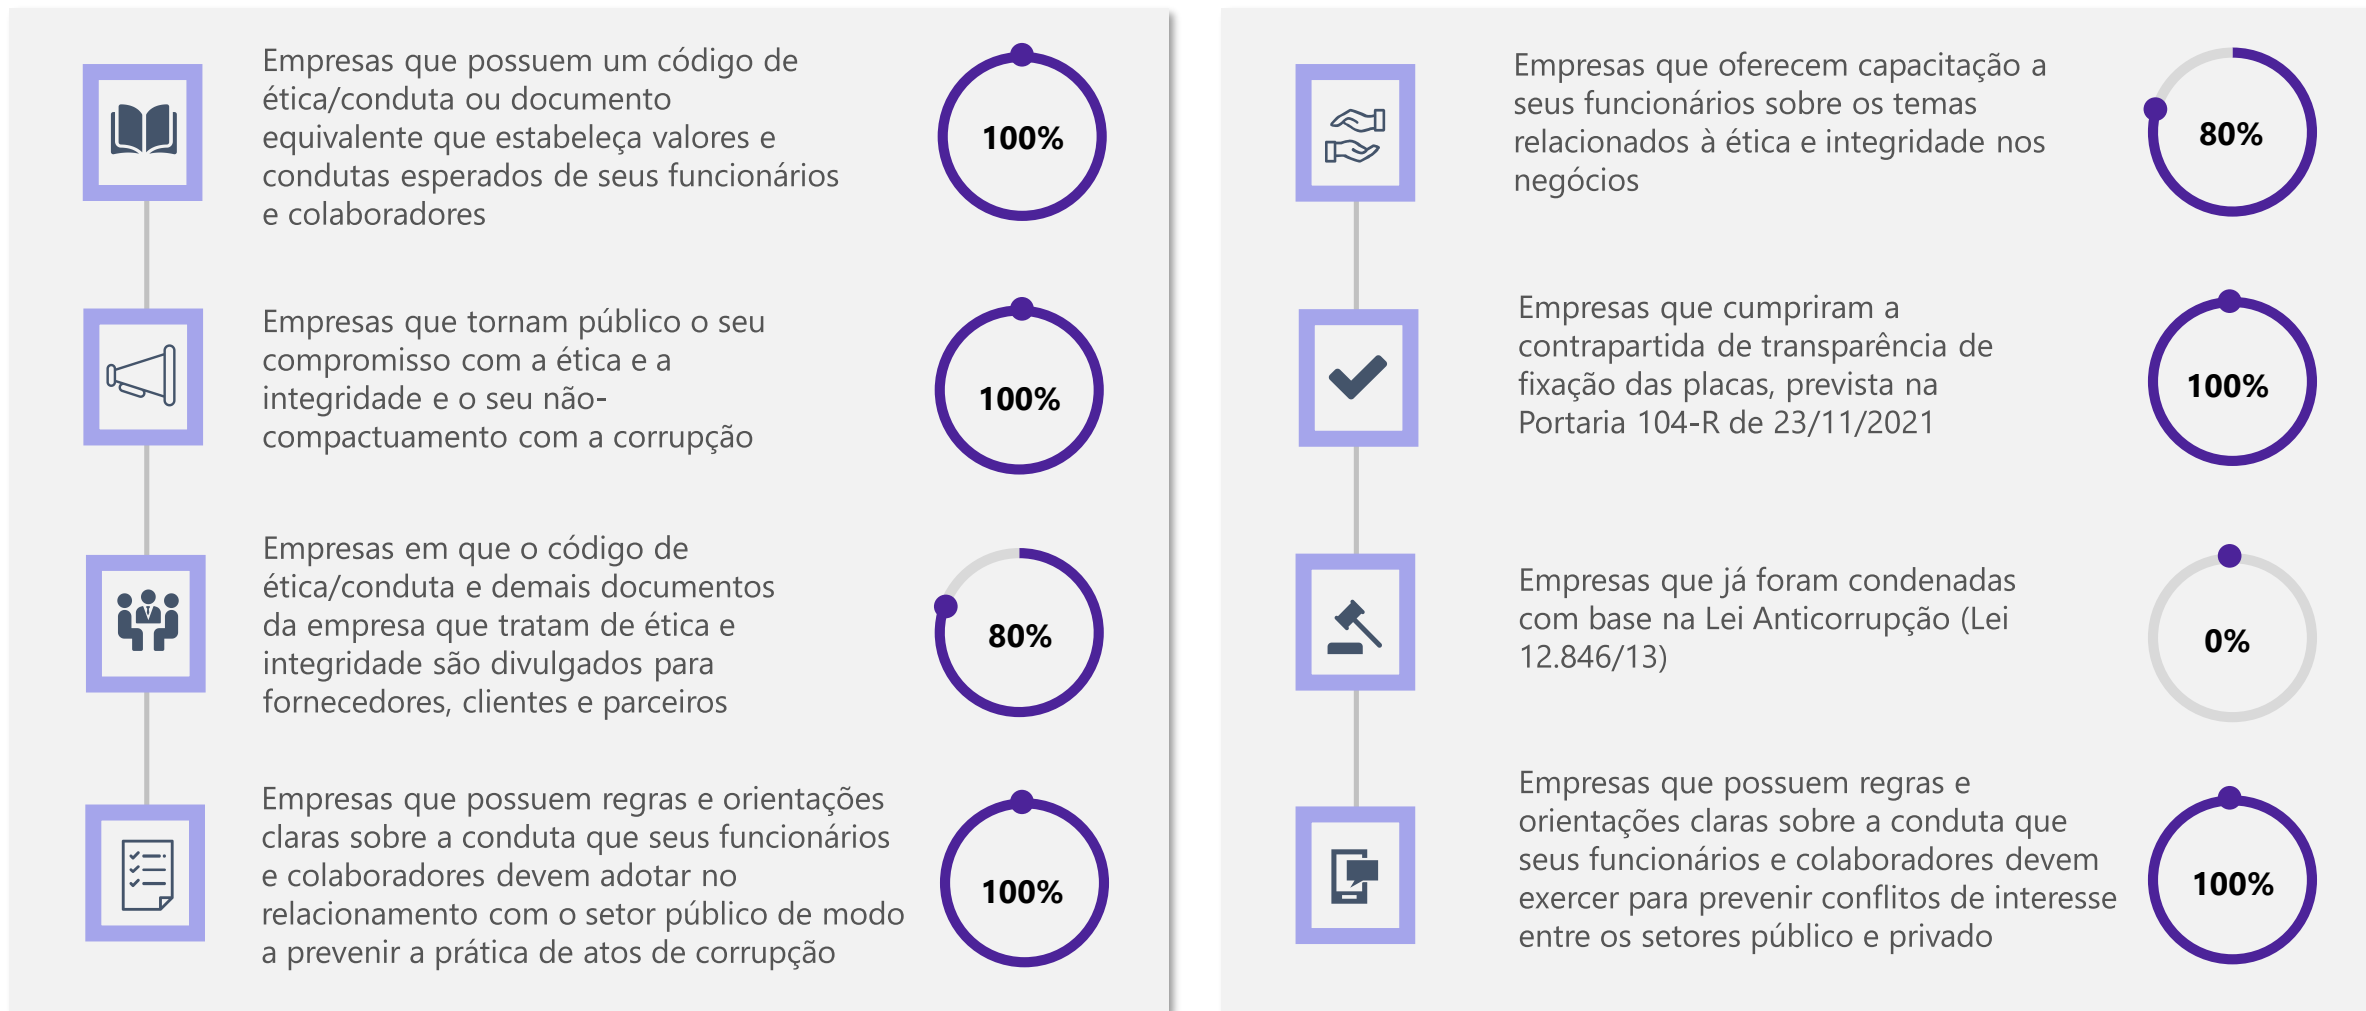 Empresas que possuem um código de
ética/conduta ou documento
equivalente que estabeleça valores e
condutas esperados de seus funcionários
e colaboradores
100%
Empresas que tornam público o seu
compromisso com a ética e a
integridade e o seu não-
compactuamento com a corrupção
100%
Empresas em que o código de
ética/conduta e demais documentos
da empresa que tratam de ética e
integridade são divulgados para
fornecedores, clientes e parceiros
80%
Empresas que possuem regras e orientações
claras sobre a conduta que seus funcionários
e colaboradores devem adotar no
relacionamento com o setor público de modo
a prevenir a prática de atos de corrupção
100%
Empresas que oferecem capacitação a
seus funcionários sobre os temas
relacionados à ética e integridade nos
negócios
80%
Empresas que cumpriram a
contrapartida de transparência de
fixação das placas, prevista na
Portaria 104-R de 23/11/2021
100%
Empresas que já foram condenadas
com base na Lei Anticorrupção (Lei
12.846/13)
0%
Empresas que possuem regras e
orientações claras sobre a conduta que
seus funcionários e colaboradores devem
exercer para prevenir conflitos de interesse
entre os setores público e privado
100%